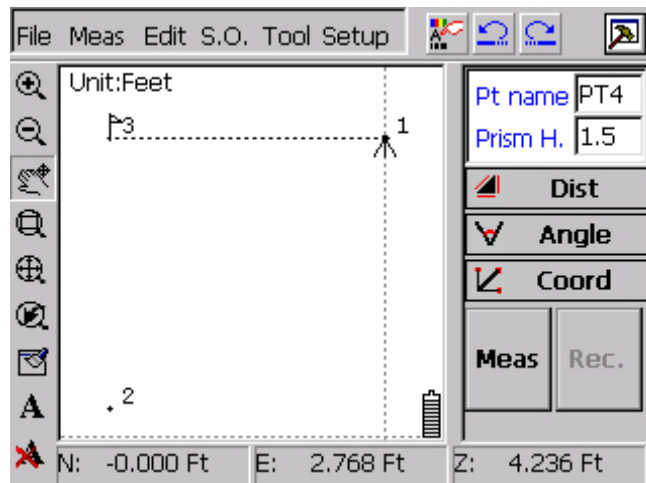 File Meas Edit S.O. Tool Setup
Unit:Feet
3
1
2
Pt name PT4
Prism H. 1.5
Dist
Angle
Coord
Meas Rec.
A
N: -0.000 Ft E: 2.768 Ft Z: 4.236 Ft